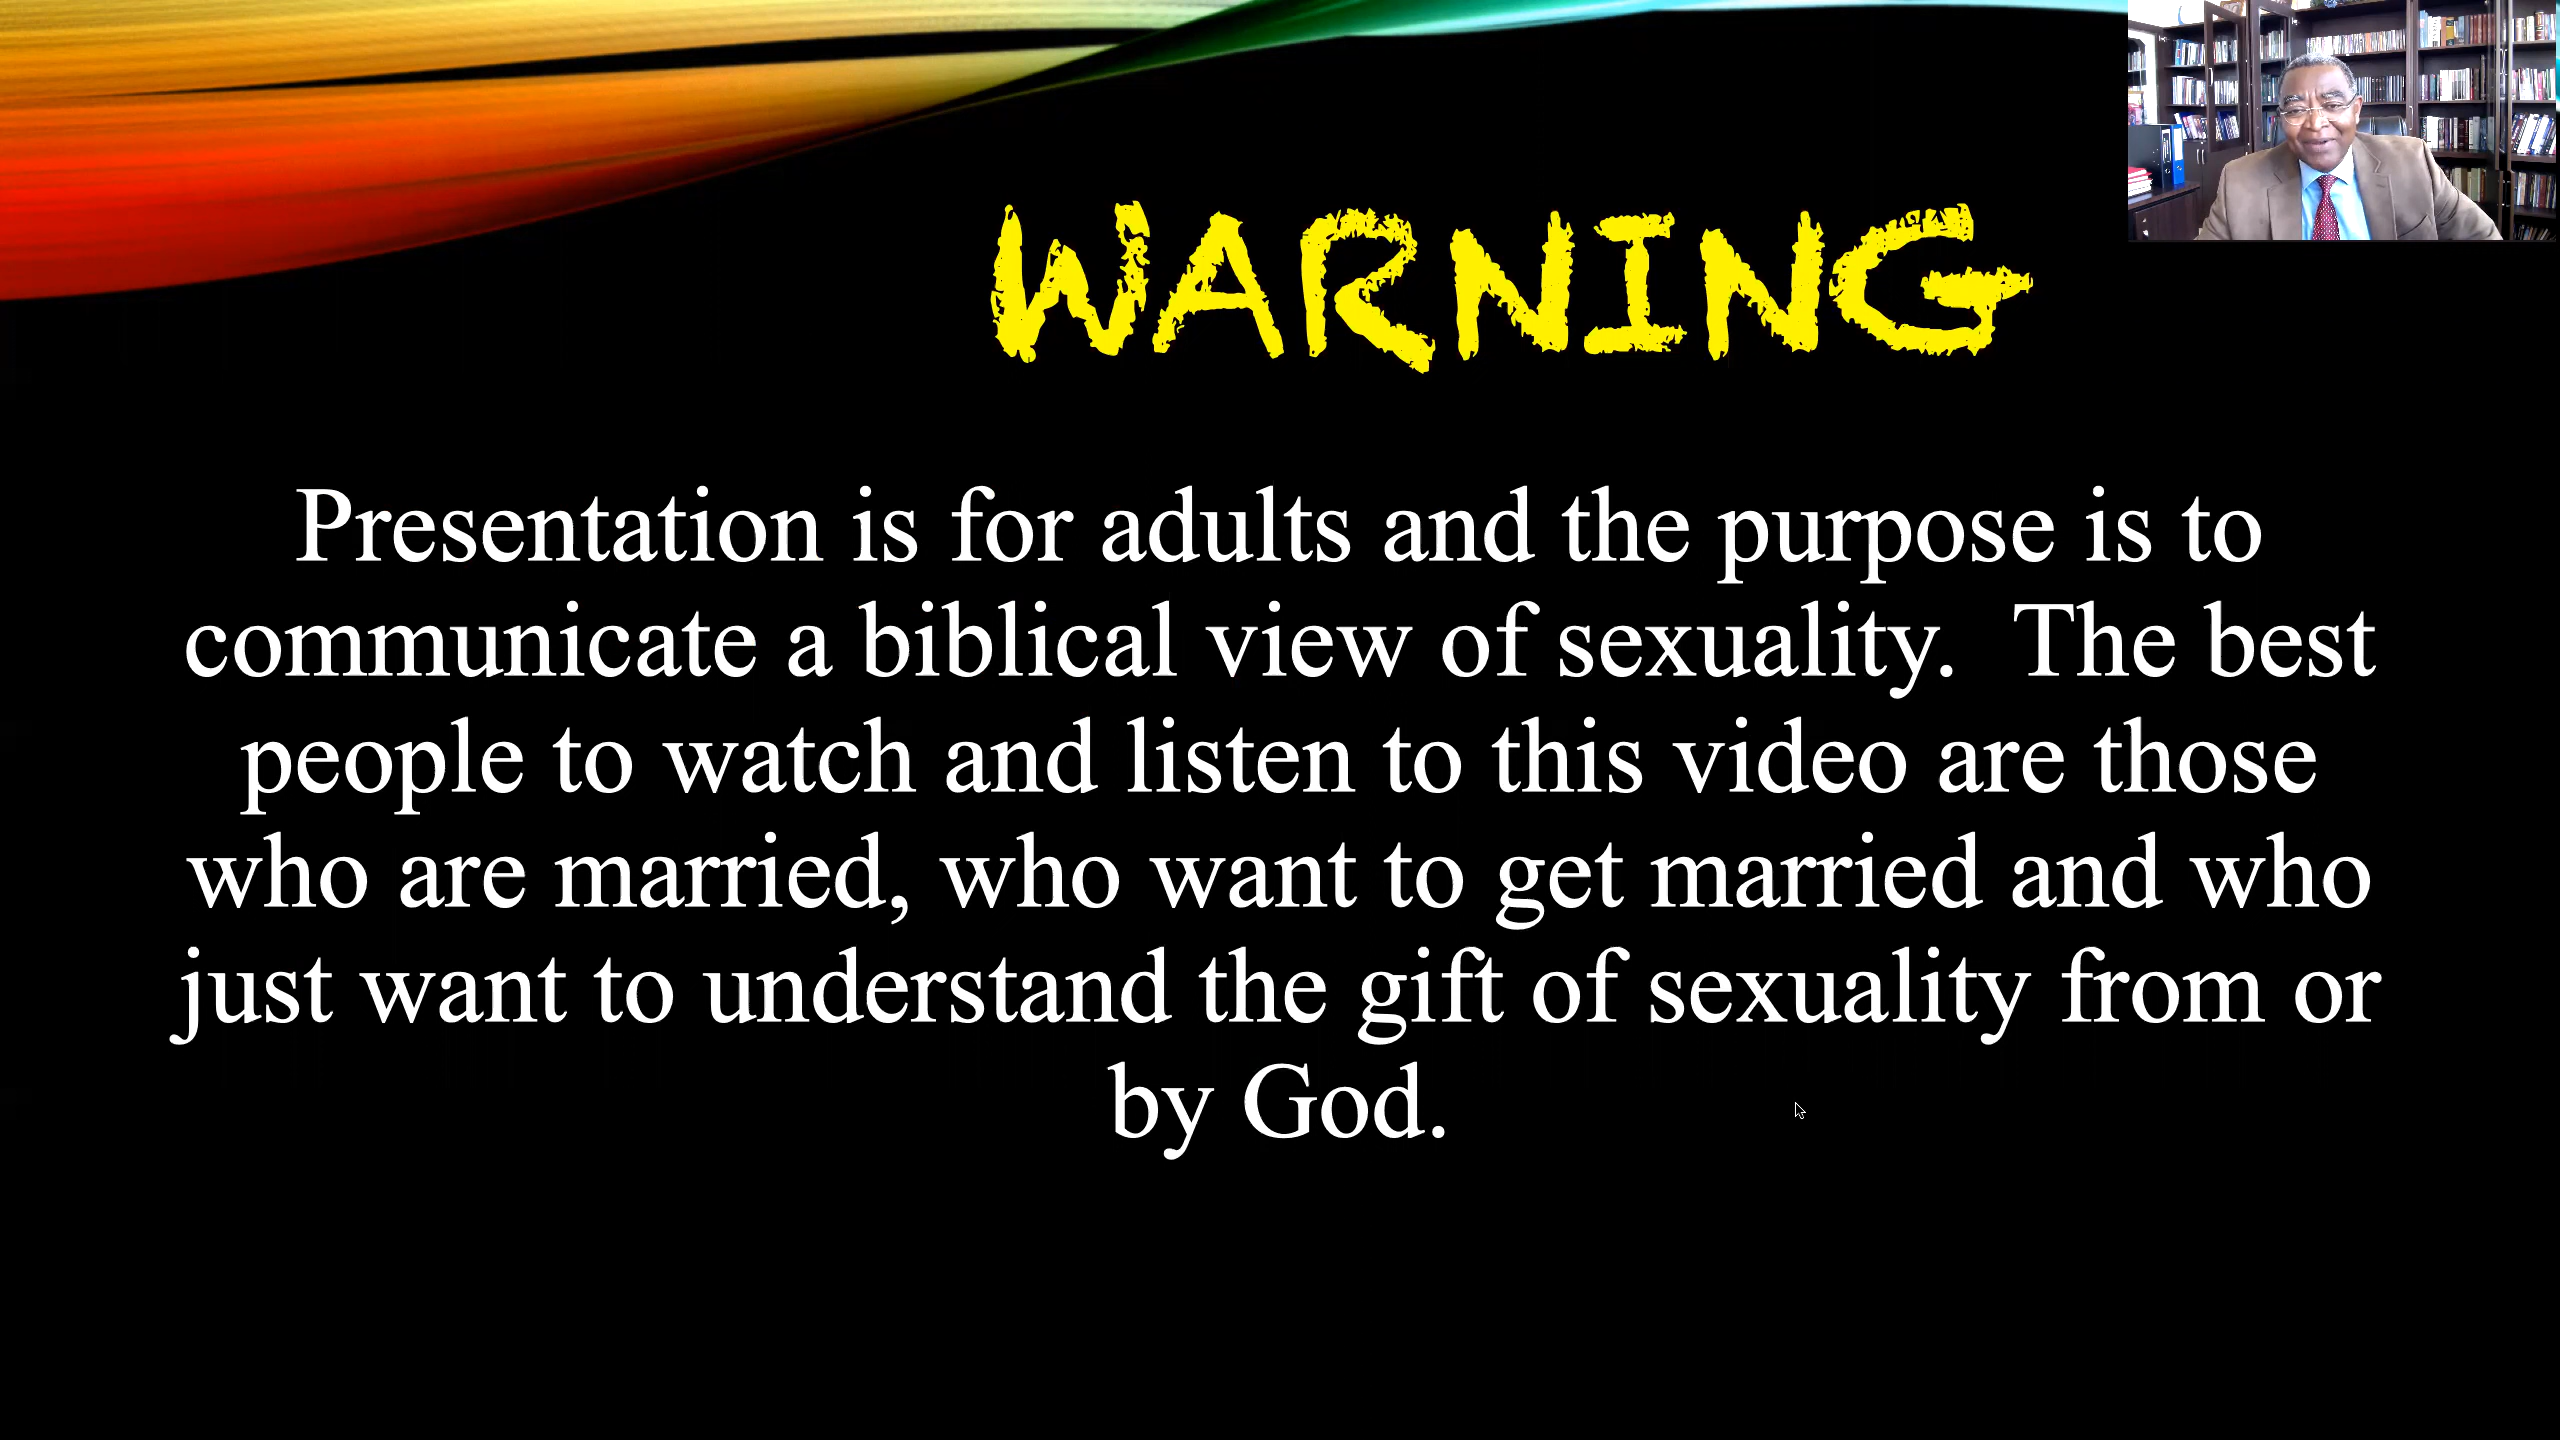 WARNING
Presentation is for adults and the purpose is to
communicate a biblical view of sexuality.  The best
people to watch and listen to this video are those
who are married, who want to get married and who
just want to understand the gift of sexuality from or
by God.